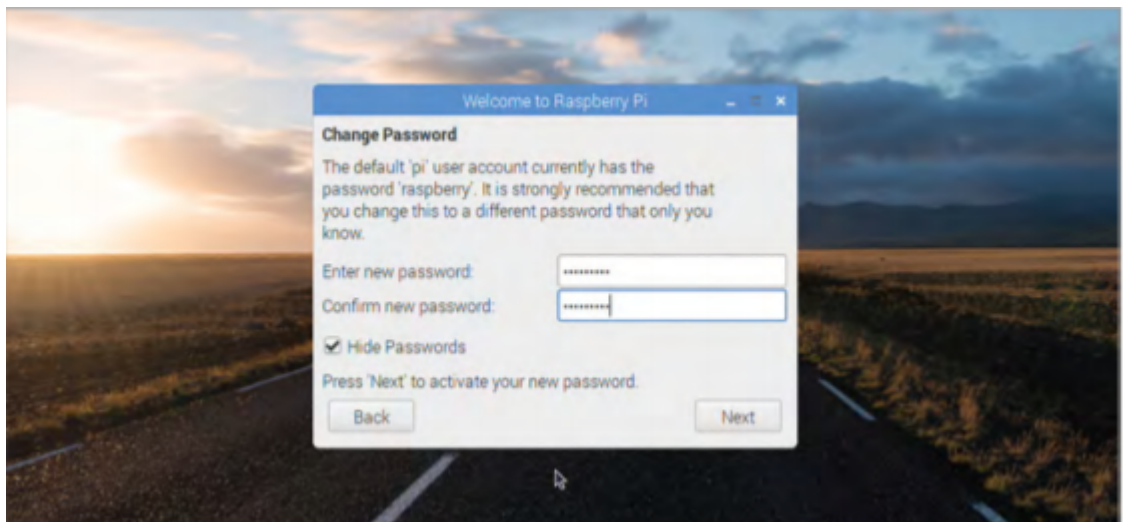 Welcome to Raspberry Pi
Change Password
The default 'pi' user account currently has the
password 'raspberry'. It is strongly recommended that
you change this to a different password that only you
know.
Enter new password:
Confirm new password:
Hide Passwords
Press 'Next' to activate your new password.
Back
Next